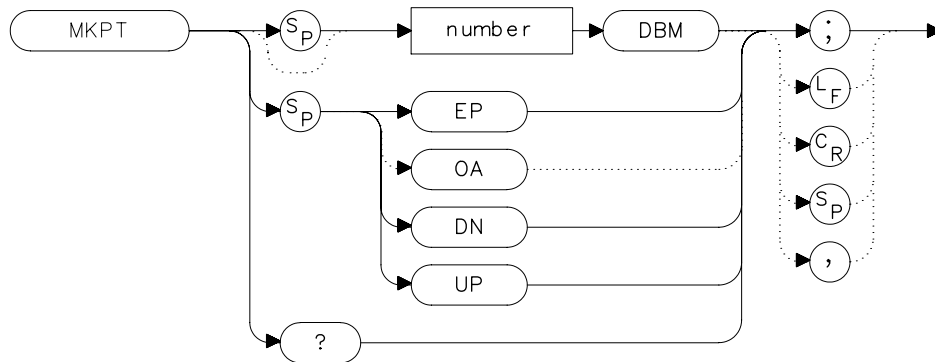 MKPT SP number DBM ;
LF
SP EP
CR
OA
SP
DN
,
UP
?